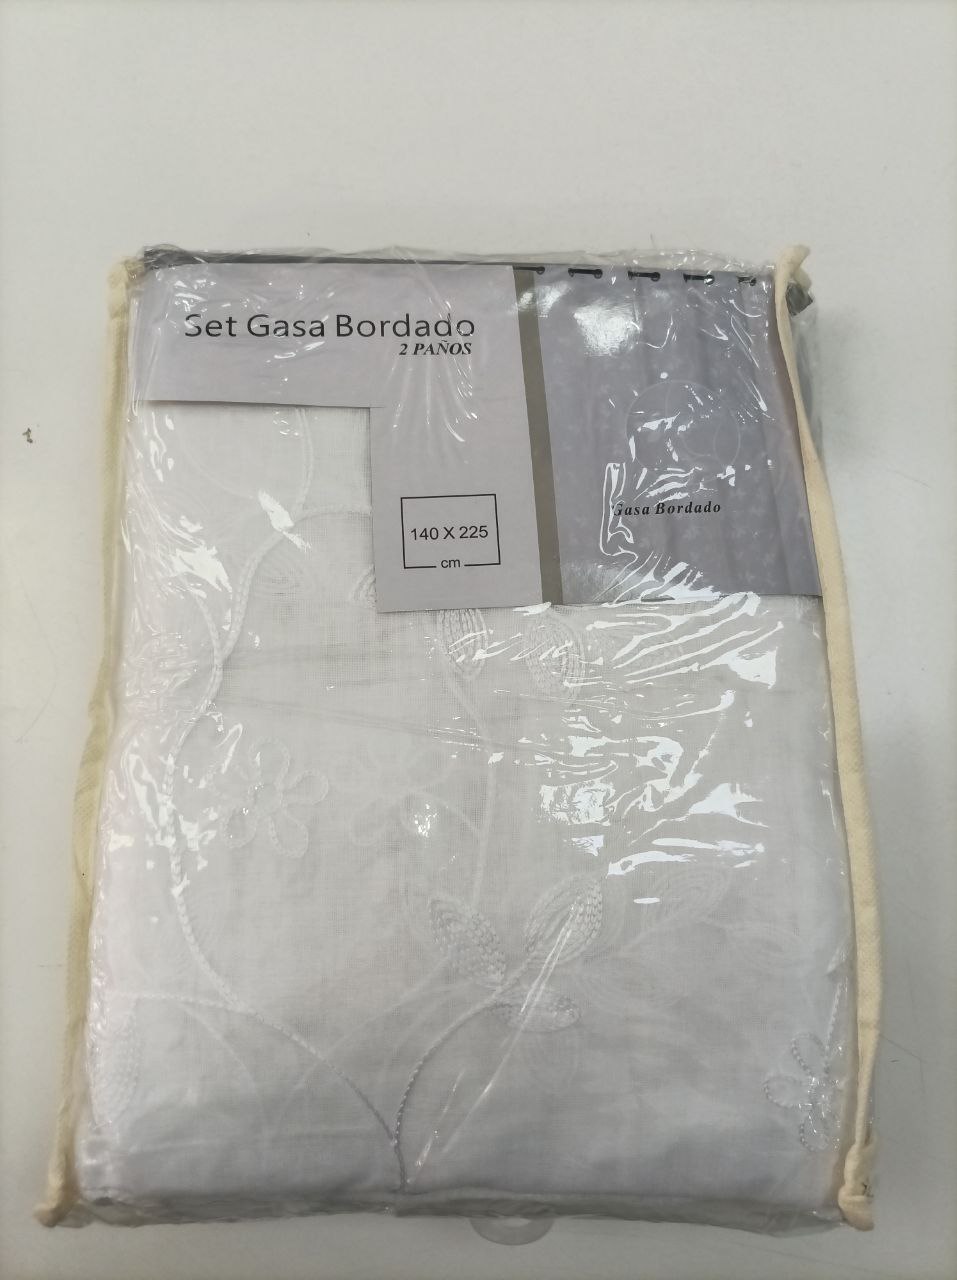 Set Gasa Bordado
2 PAÑOS
140 X 225
cm
Gasa Bordado